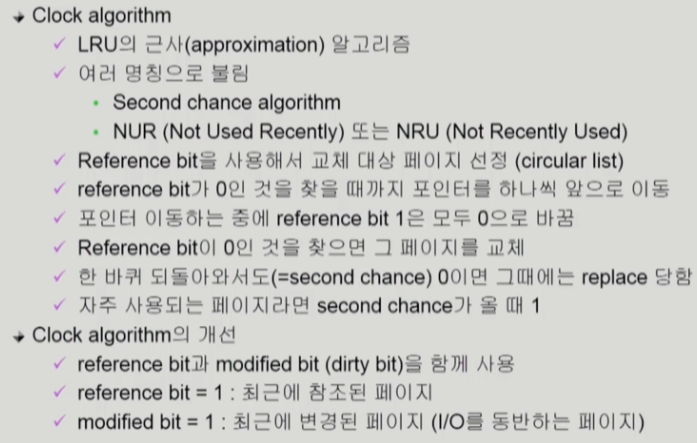 Clock algorithm
LRU의 근사(approximation) 알고리즘
여러 명칭으로 불림
Second chance algorithm
NUR (Not Used Recently) 또는 NRU (Not Recently Used)
Reference bit을 사용해서 교체 대상 페이지 선정 (circular list)
reference bit가 0인 것을 찾을 때까지 포인터를 하나씩 앞으로 이동
포인터 이동하는 중에 reference bit 1은 모두 0으로 바꿈
Reference bit이 0인 것을 찾으면 그 페이지를 교체
한 바퀴 되돌아와서도(=second chance) 0이면 그때에는 replace 당함
자주 사용되는 페이지라면 second chance가 올 때 1
Clock algorithm의 개선
reference bit과 modified bit (dirty bit)을 함께 사용
reference bit = 1 : 최근에 참조된 페이지
modified bit = 1 : 최근에 변경된 페이지 (I/O를 동반하는 페이지)